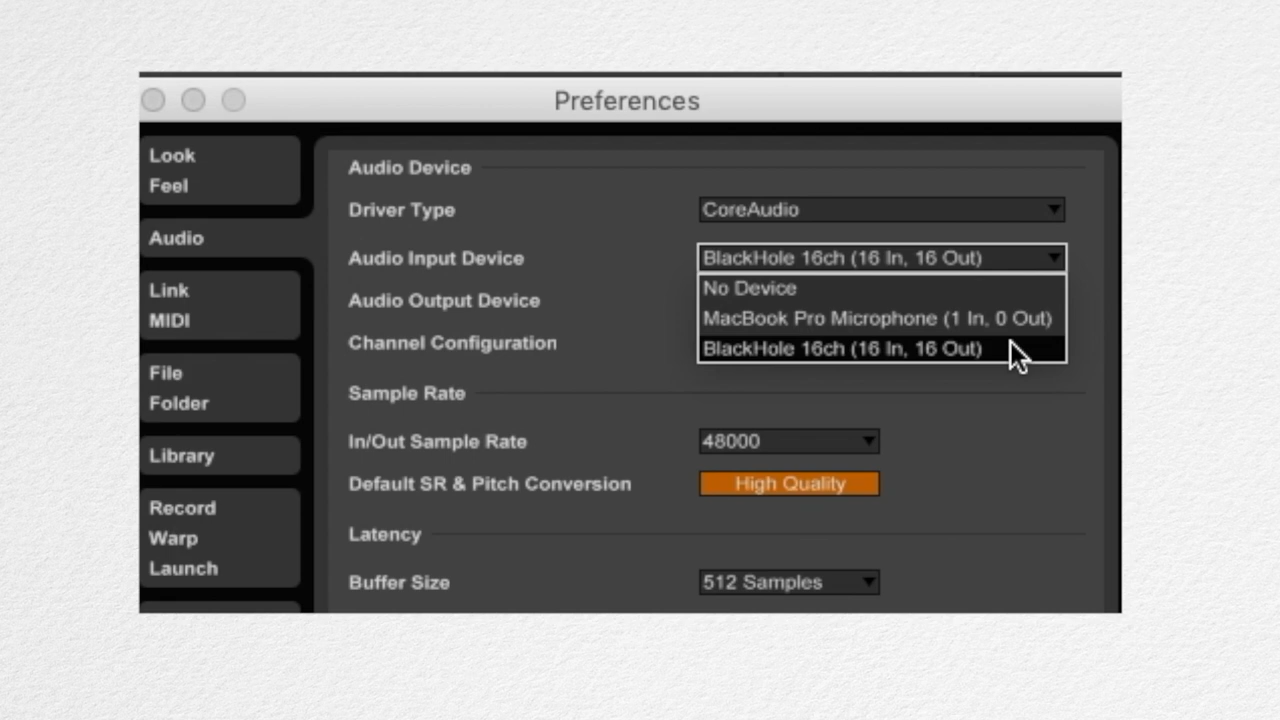 Preferences
Look
Feel
Audio
Link
MIDI
File
Folder
Library
Record
Warp
Launch
Audio Device
Driver Type CoreAudio
Audio Input Device BlackHole 16ch (16 In, 16 Out)
No Device
MacBook Pro Microphone (1 In, 0 Out)
BlackHole 16ch (16 In, 16 Out)
Audio Output Device
Channel Configuration
Sample Rate
In/Out Sample Rate 48000
Default SR & Pitch Conversion High Quality
Latency
Buffer Size 512 Samples